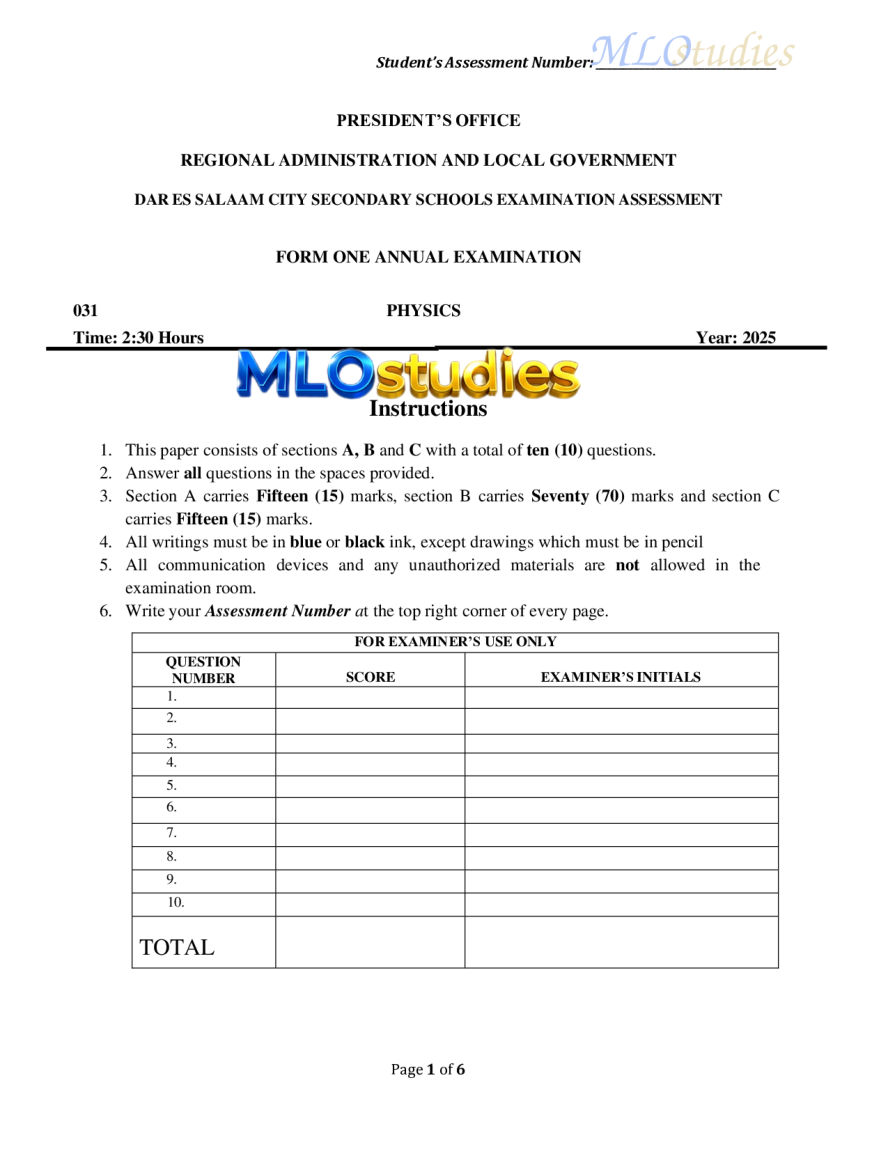 Student's Assessment Number:
MLOstudies
PRESIDENT'S OFFICE
REGIONAL ADMINISTRATION AND LOCAL GOVERNMENT
DAR ES SALAAM CITY SECONDARY SCHOOLS EXAMINATION ASSESSMENT
FORM ONE ANNUAL EXAMINATION
031 PHYSICS
Time: 2:30 Hours Year: 2025
MLOstudies
Instructions
1. This paper consists of sections A, B and C with a total of ten (10) questions.
2. Answer all questions in the spaces provided.
3. Section A carries Fifteen (15) marks, section B carries Seventy (70) marks and section C
carries Fifteen (15) marks.
4. All writings must be in blue or black ink, except drawings which must be in pencil
5. All communication devices and any unauthorized materials are not allowed in the
examination room.
6. Write your Assessment Number at the top right corner of every page.
FOR EXAMINER'S USE ONLY
QUESTION
NUMBER SCORE EXAMINER'S INITIALS
1.
2.
3.
4.
5.
6.
7.
8.
9.
10.
TOTAL
Page 1 of 6